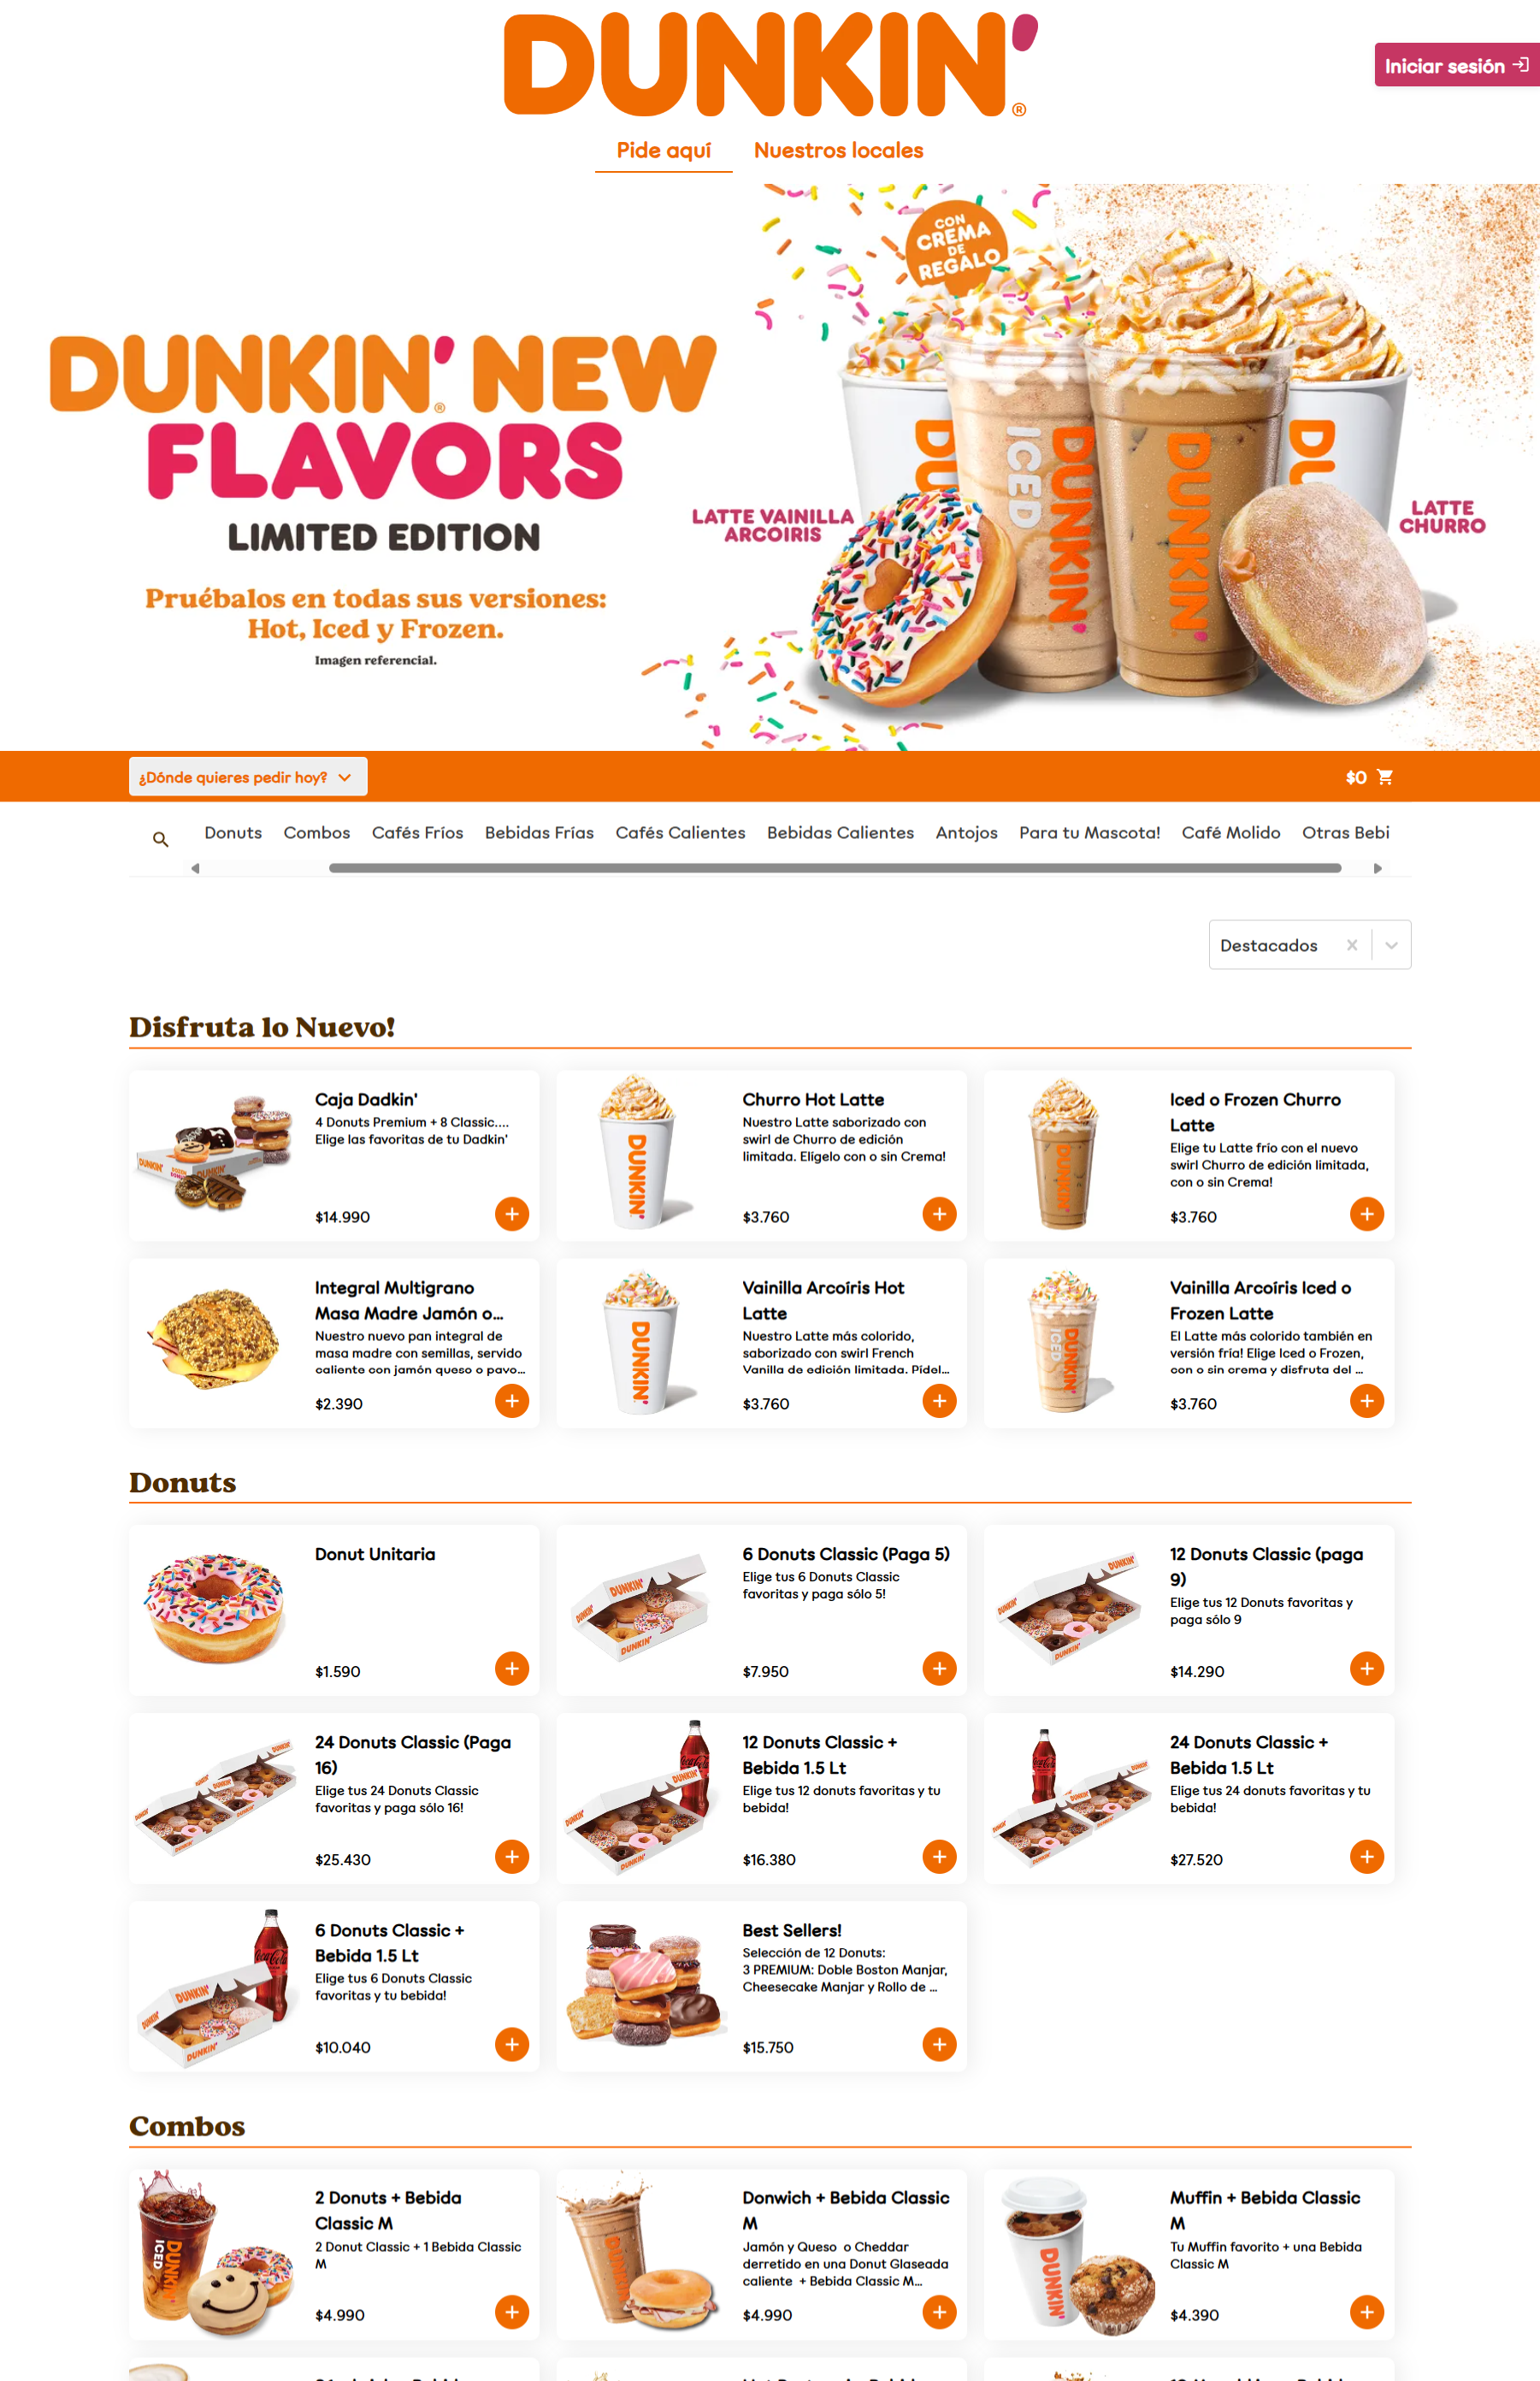 DUNKIN'
Iniciar sesión
Pide aquí
Nuestros locales
CON
CREMA
DE
REGALO
DUNKIN' NEW
FLAVORS
LIMITED EDITION
Pruébalos en todas sus versiones:
Hot, Iced y Frozen.
Imagen referencial.
LATTE VAINILLA
ARCOIRIS
ICED
DUNKIN'
DUNKIN'
LATTE
CHURRO
¿Dónde quieres pedir hoy?
$0
Donuts Combos Cafés Fríos Bebidas Frías Cafés Calientes Bebidas Calientes Antojos Para tu Mascota! Café Molido Otras Bebi
Destacados
Disfruta lo Nuevo!
Caja Dadkin'
4 Donuts Premium + 8 Classic....
Elige las favoritas de tu Dadkin'
$14.990
Churro Hot Latte
Nuestro Latte saborizado con
swirl de Churro de edición
limitada. Elígelo con o sin Crema!
$3.760
Iced o Frozen Churro
Latte
Elige tu Latte frío con el nuevo
swirl Churro de edición limitada,
con o sin Crema!
$3.760
Integral Multigrano
Masa Madre Jamón o...
Nuestro nuevo pan integral de
masa madre con semillas, servido
caliente con jamón queso o pavo...
$2.390
Vainilla Arcoíris Hot
Latte
Nuestro Latte más colorido,
saborizado con swirl French
Vanilla de edición limitada. Pídel...
$3.760
Vainilla Arcoíris Iced o
Frozen Latte
El Latte más colorido también en
versión fría! Elige Iced o Frozen,
con o sin crema y disfruta del ...
$3.760
Donuts
Donut Unitaria
$1.590
6 Donuts Classic (Paga 5)
Elige tus 6 Donuts Classic
favoritas y paga sólo 5!
$7.950
12 Donuts Classic (paga
9)
Elige tus 12 Donuts favoritas y
paga sólo 9
$14.290
24 Donuts Classic (Paga
16)
Elige tus 24 Donuts Classic
favoritas y paga sólo 16!
$25.430
12 Donuts Classic +
Bebida 1.5 Lt
Elige tus 12 donuts favoritas y tu
bebida!
$16.380
24 Donuts Classic +
Bebida 1.5 Lt
Elige tus 24 donuts favoritas y tu
bebida!
$27.520
6 Donuts Classic +
Bebida 1.5 Lt
Elige tus 6 Donuts Classic
favoritas y tu bebida!
$10.040
Best Sellers!
Selección de 12 Donuts:
3 PREMIUM: Doble Boston Manjar,
Cheesecake Manjar y Rollo de ...
$15.750
Combos
2 Donuts + Bebida
Classic M
2 Donut Classic + 1 Bebida Classic
M
$4.990
Donwich + Bebida Classic
M
Jamón y Queso o Cheddar
derretido en una Donut Glaseada
caliente + Bebida Classic M...
$4.990
Muffin + Bebida Classic
M
Tu Muffin favorito + una Bebida
Classic M
$4.390